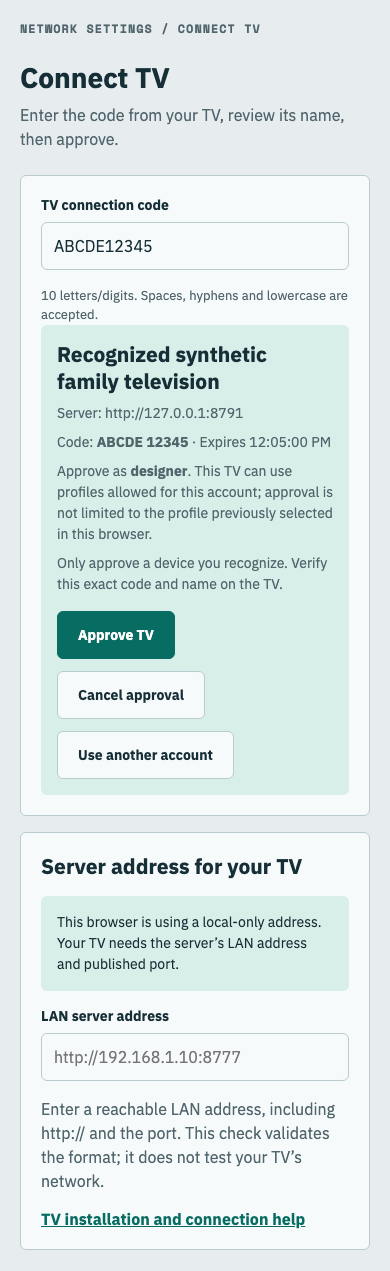 NETWORK SETTINGS / CONNECT TV
Connect TV
Enter the code from your TV, review its name,
then approve.
TV connection code
ABCDE12345
10 letters/digits. Spaces, hyphens and lowercase are
accepted.
Recognized synthetic
family television
Server: http://127.0.0.1:8791
Code: ABCDE 12345 · Expires 12:05:00 PM
Approve as designer. This TV can use
profiles allowed for this account; approval is
not limited to the profile previously selected
in this browser.
Only approve a device you recognize. Verify
this exact code and name on the TV.
Approve TV
Cancel approval
Use another account
Server address for your TV
This browser is using a local-only address.
Your TV needs the server’s LAN address
and published port.
LAN server address
http://192.168.1.10:8777
Enter a reachable LAN address, including
http:// and the port. This check validates
the format; it does not test your TV’s
network.
TV installation and connection help